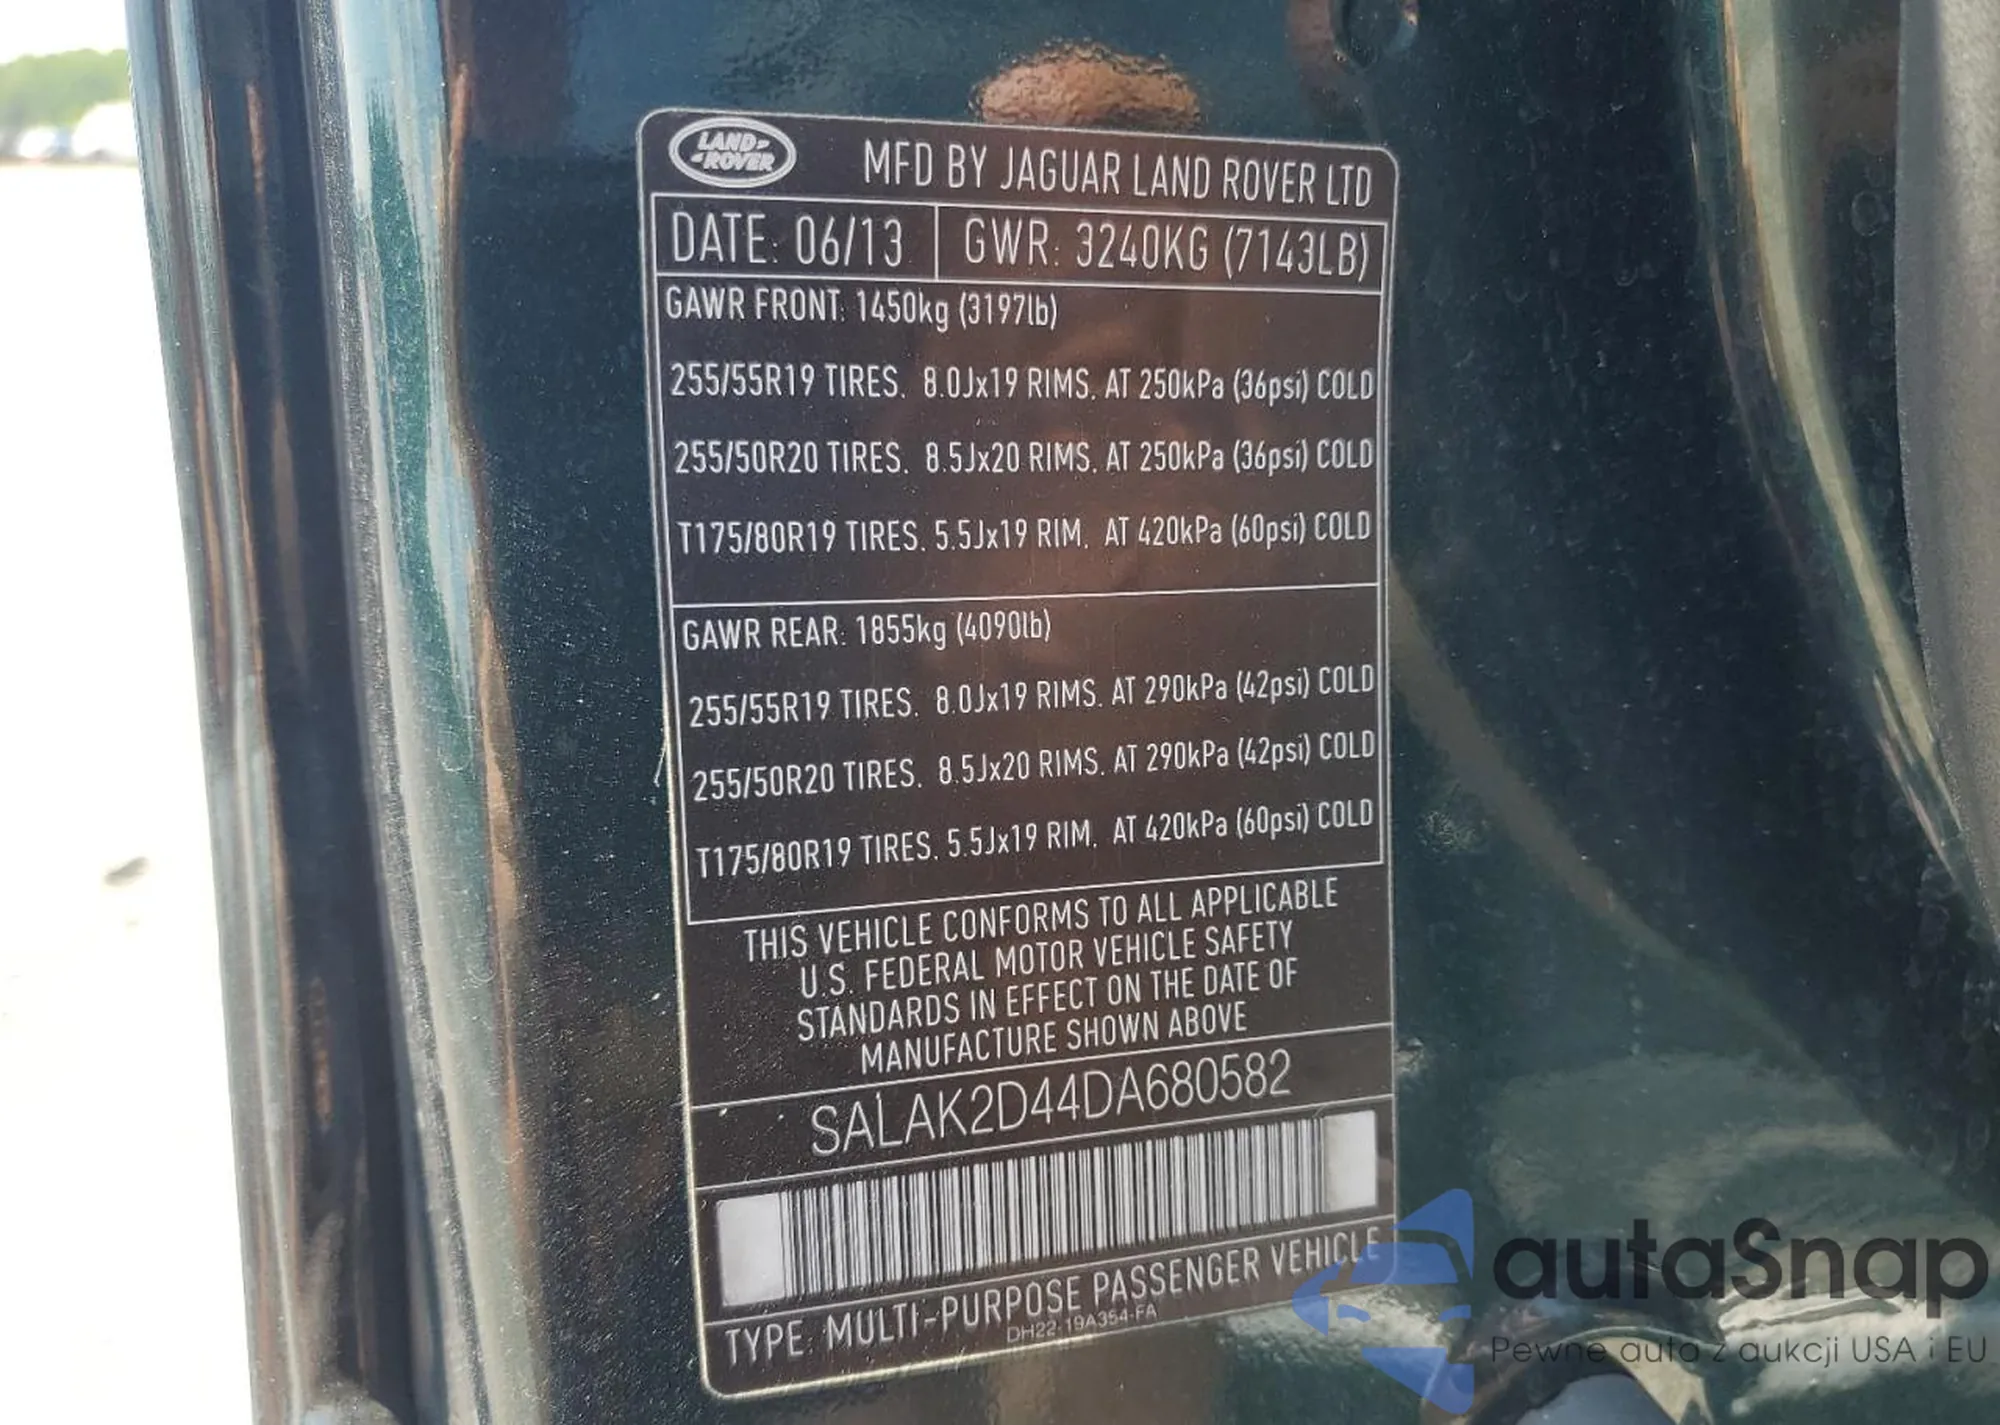 LAND-
-ROVER
MFD BY JAGUAR LAND ROVER LTD
DATE: 06/13 GWR: 3240KG (7143LB)
GAWR FRONT: 1450kg (3197lb)
255/55R19 TIRES. 8.0Jx19 RIMS. AT 250kPa (36psi) COLD
255/50R20 TIRES. 8.5Jx20 RIMS. AT 250kPa (36psi) COLD
T175/80R19 TIRES. 5.5Jx19 RIM. AT 420kPa (60psi) COLD
GAWR REAR: 1855kg (4090lb)
255/55R19 TIRES. 8.0Jx19 RIMS. AT 290kPa (42psi) COLD
255/50R20 TIRES. 8.5Jx20 RIMS. AT 290kPa (42psi) COLD
T175/80R19 TIRES. 5.5Jx19 RIM. AT 420kPa (60psi) COLD
THIS VEHICLE CONFORMS TO ALL APPLICABLE
U.S. FEDERAL MOTOR VEHICLE SAFETY
STANDARDS IN EFFECT ON THE DATE OF
MANUFACTURE SHOWN ABOVE
SALAK2D44DA680582
TYPE: MULTI-PURPOSE PASSENGER VEHICLE
DH22-19A354-FA
autaSnap
Pewne auta z aukcji USA i EU